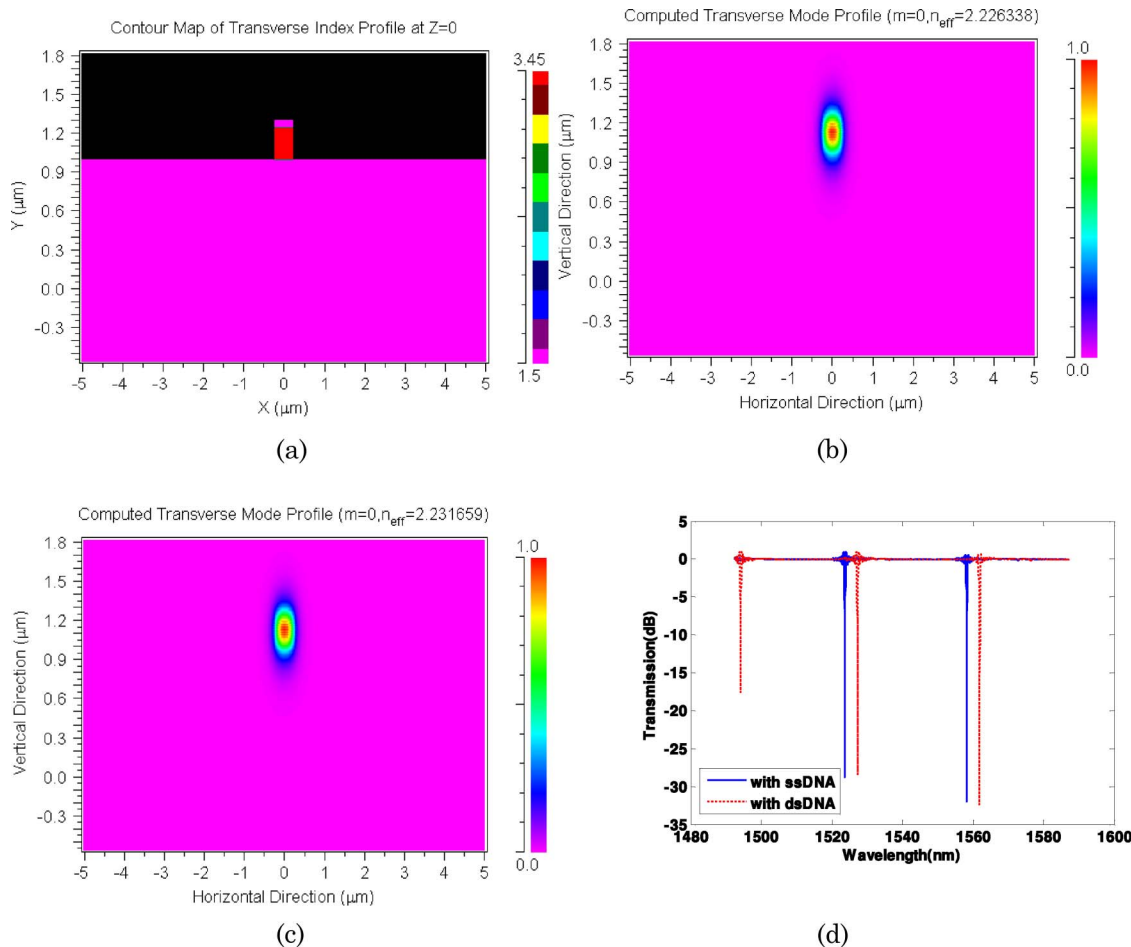 Contour Map of Transverse Index Profile at Z=0
1.8
1.5
1.2
0.9
0.6
0.3
0.0
-0.3
Y (μm)
-5 -4 -3 -2 -1 0 1 2 3 4 5
X (μm)
3.45
1.5
(a)
Computed Transverse Mode Profile (m=0,neff=2.226338)
1.8
1.5
1.2
0.9
0.6
0.3
0.0
-0.3
Vertical Direction (μm)
-5 -4 -3 -2 -1 0 1 2 3 4 5
Horizontal Direction (μm)
1.0
0.0
(b)
Computed Transverse Mode Profile (m=0,neff=2.231659)
1.8
1.5
1.2
0.9
0.6
0.3
0.0
-0.3
Vertical Direction (μm)
-5 -4 -3 -2 -1 0 1 2 3 4 5
Horizontal Direction (μm)
1.0
0.0
(c)
5
0
-5
-10
-15
-20
-25
-30
-35
Transmission(dB)
with ssDNA
with dsDNA
1480 1500 1520 1540 1560 1580 1600
Wavelength(nm)
(d)